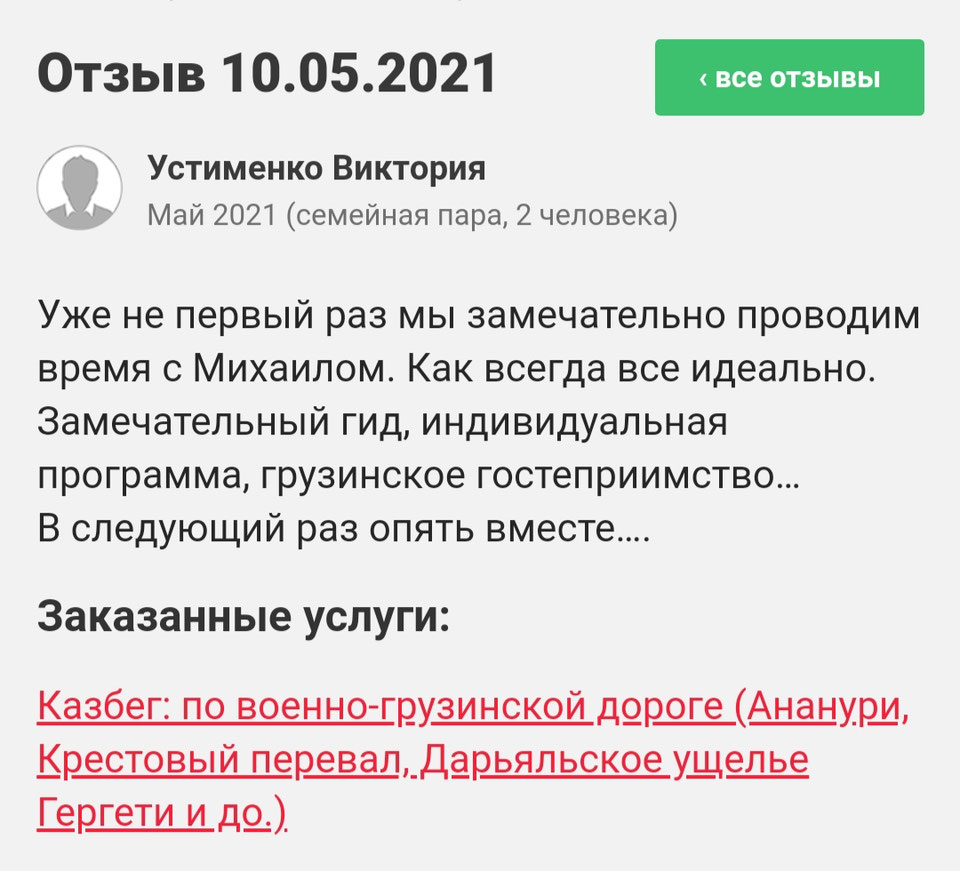 Отзыв 10.05.2021
‹ все отзывы
Устименко Виктория
Май 2021 (семейная пара, 2 человека)
Уже не первый раз мы замечательно проводим
время с Михаилом. Как всегда все идеально.
Замечательный гид, индивидуальная
программа, грузинское гостеприимство…
В следующий раз опять вместе….
Заказанные услуги:
Казбег: по военно-грузинской дороге (Ананури,
Крестовый перевал, Дарьяльское ущелье
Гергети и до.)